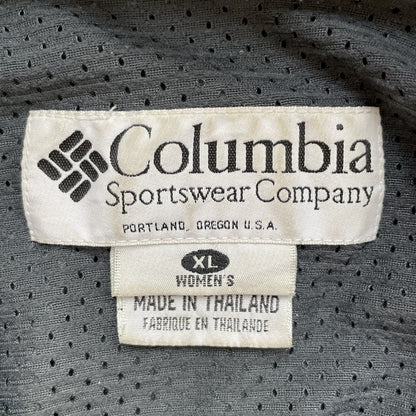 Columbia
Sportswear Company
PORTLAND, OREGON U.S.A.
XL
WOMEN'S
MADE IN THAILAND
FABRIQUE EN THAILANDE